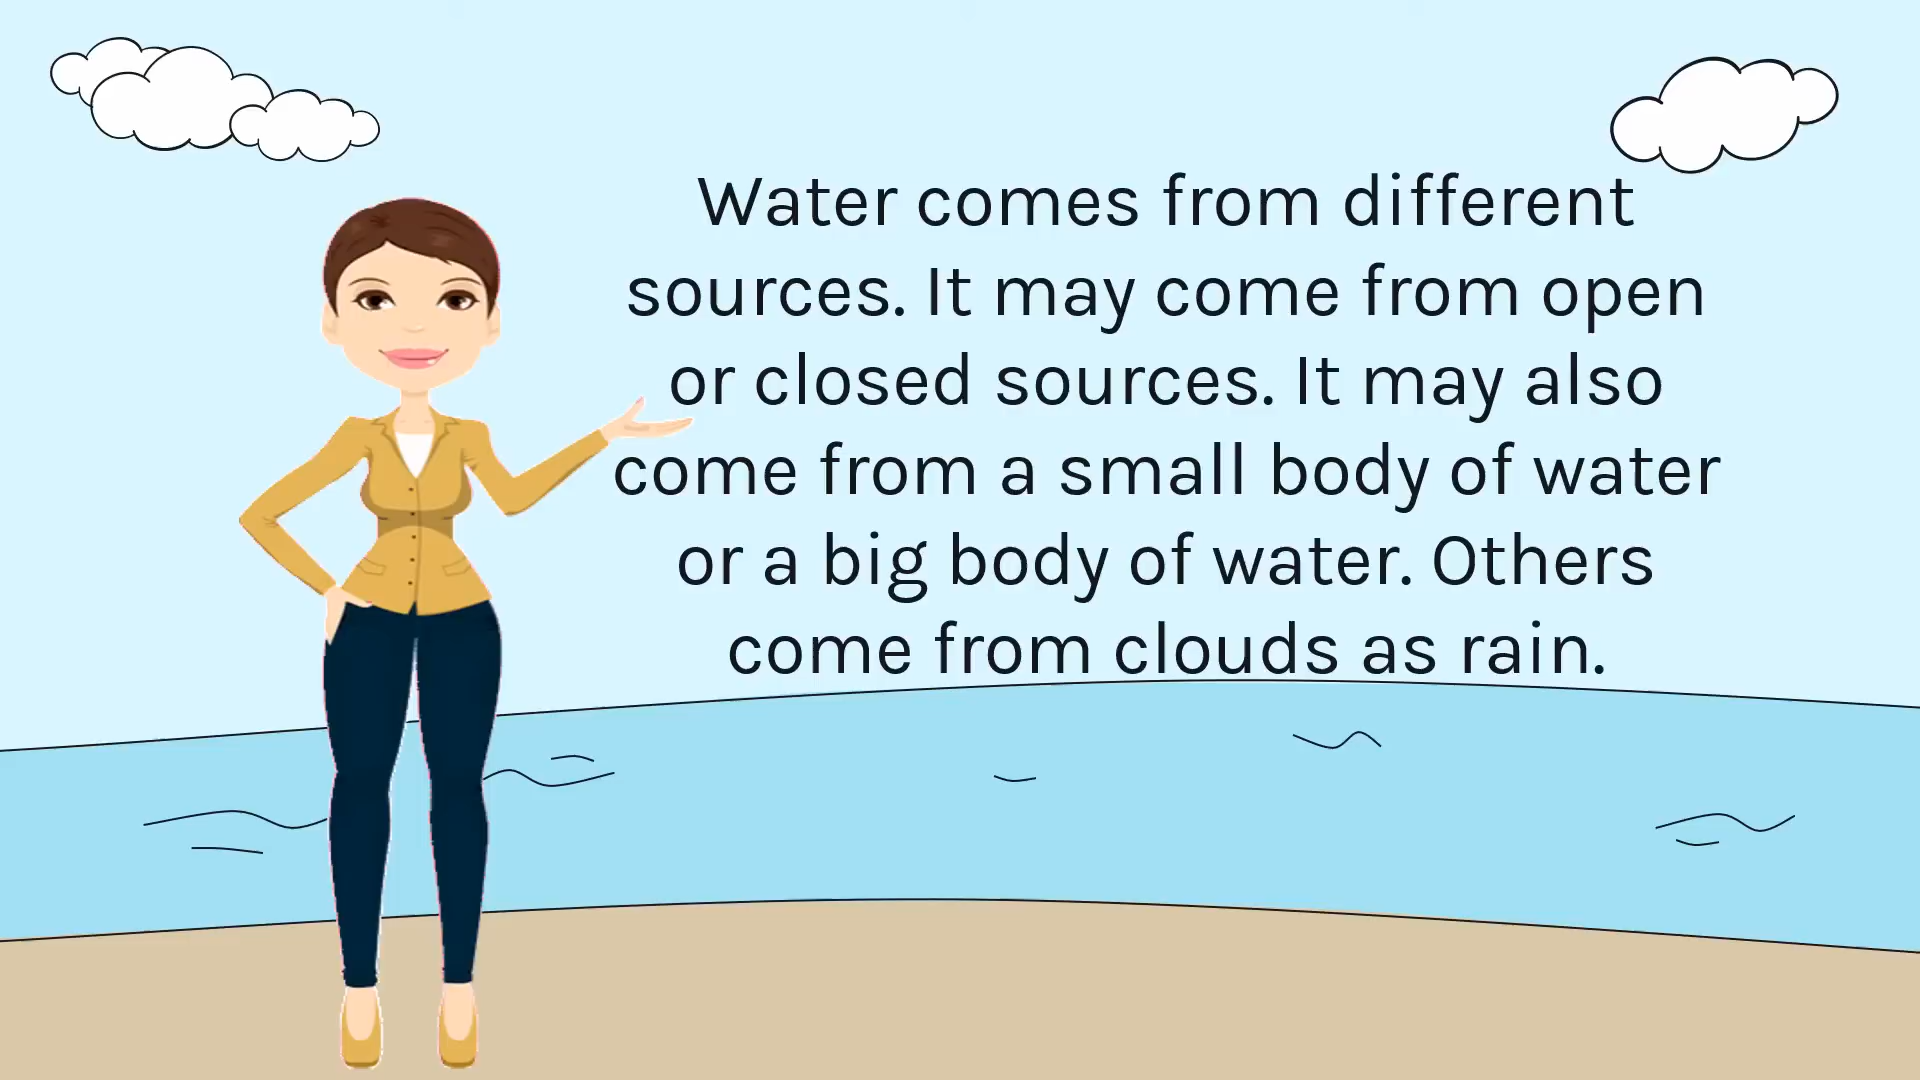 Water comes from different
sources. It may come from open
or closed sources. It may also
come from a small body of water
or a big body of water. Others
come from clouds as rain.